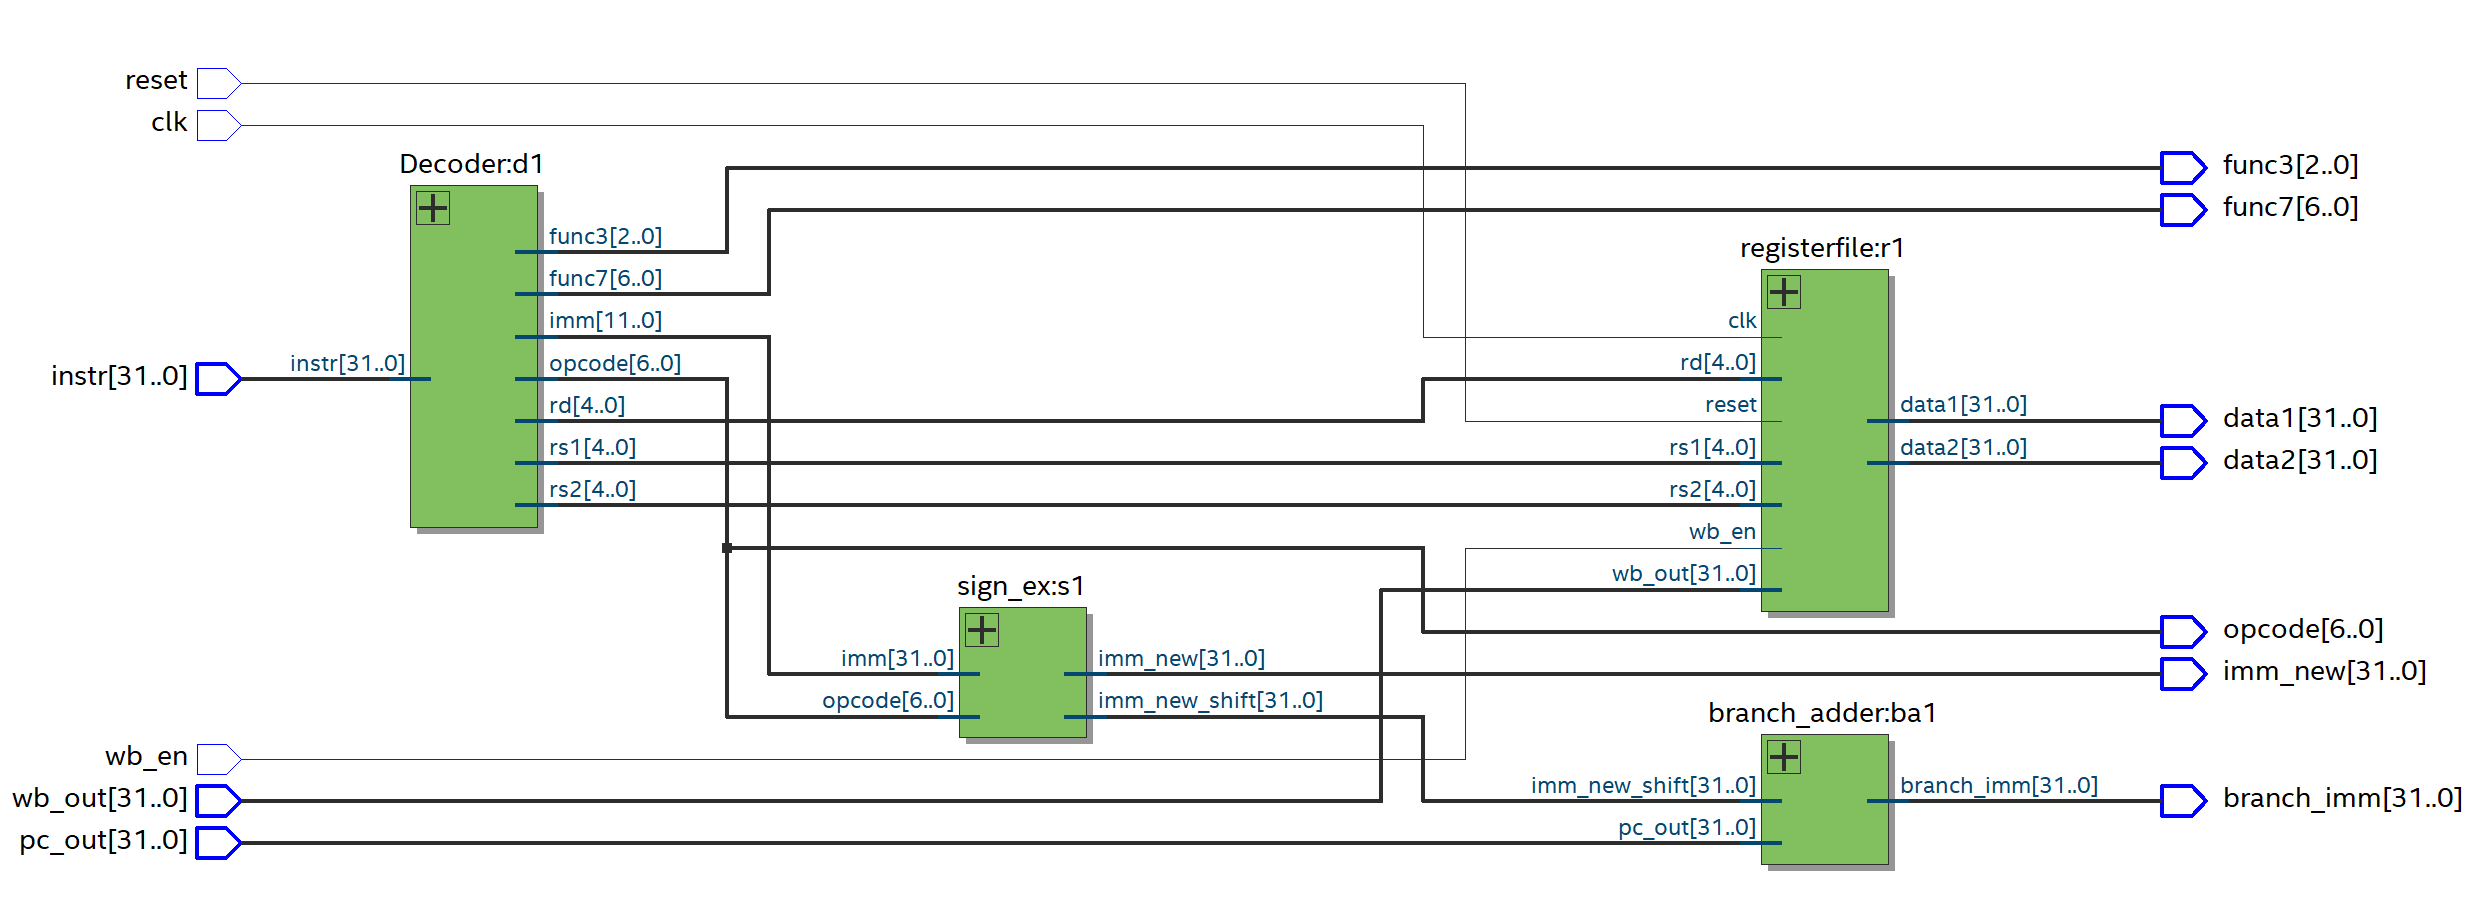 reset
clk
Decoder:d1
func3[2..0]
func7[6..0]
imm[11..0]
instr[31..0]
instr[31..0]
opcode[6..0]
rd[4..0]
rs1[4..0]
rs2[4..0]
sign_ex:s1
imm[31..0]
opcode[6..0]
imm_new[31..0]
imm_new_shift[31..0]
wb_en
wb_out[31..0]
pc_out[31..0]
registerfile:r1
clk
rd[4..0]
reset
rs1[4..0]
rs2[4..0]
wb_en
wb_out[31..0]
data1[31..0]
data2[31..0]
branch_adder:ba1
imm_new_shift[31..0]
pc_out[31..0]
branch_imm[31..0]
func3[2..0]
func7[6..0]
data1[31..0]
data2[31..0]
opcode[6..0]
imm_new[31..0]
branch_imm[31..0]